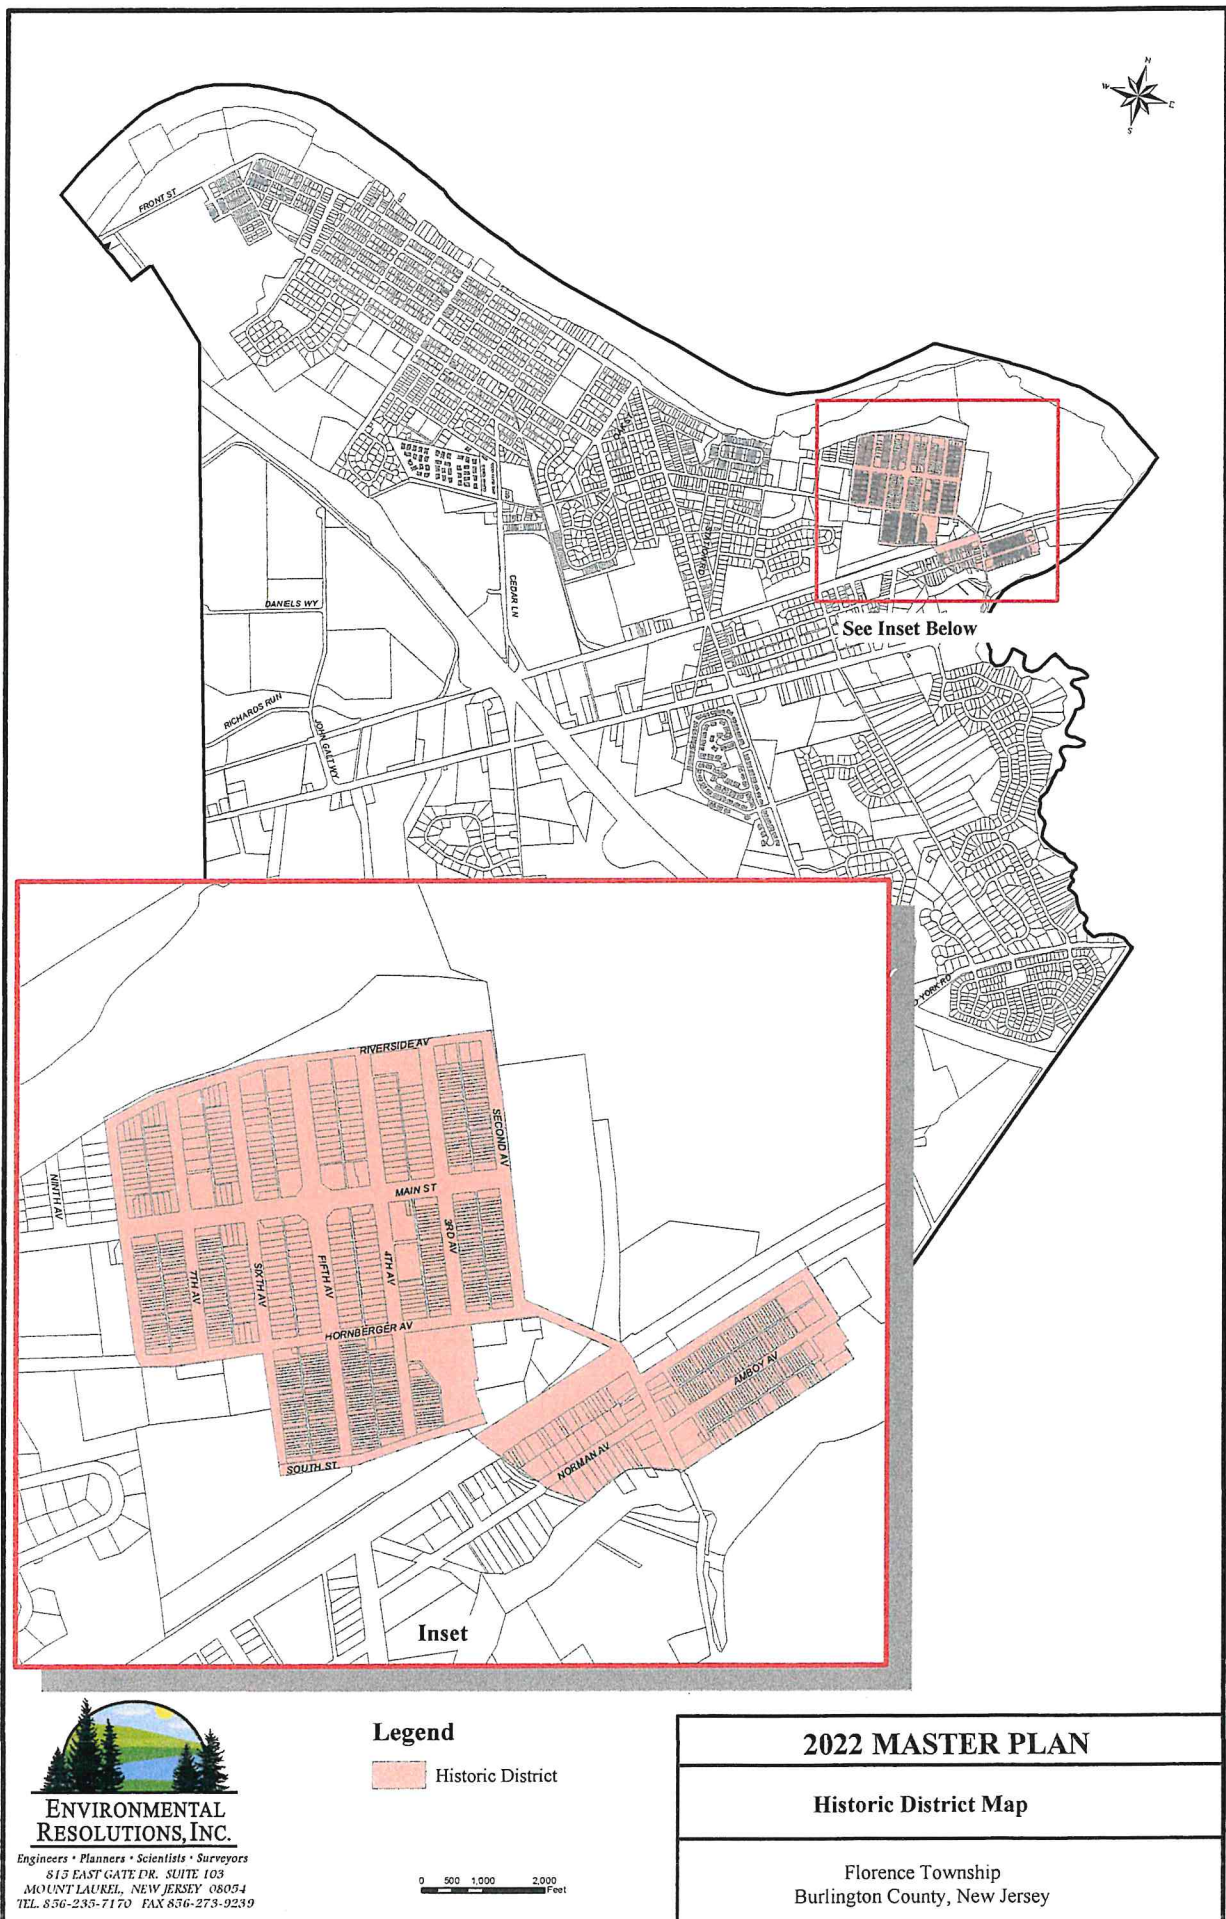 N
W
E
S
FRONT ST
STATION RD
CEDAR LN
DANELS WY
RICHARDS RUN
JOHN GALT WY
See Inset Below
YORK RD
RIVERSIDE AV
SECOND AV
NINTH AV
MAIN ST
3RD AV
4TH AV
FIFTH AV
SIXTH AV
7TH AV
HORNBERGER AV
AMBOY AV
NORMAN AV
SOUTH ST
Inset
ENVIRONMENTAL
RESOLUTIONS, INC.
Engineers • Planners • Scientists • Surveyors
815 EAST GATE DR. SUITE 103
MOUNT LAUREL, NEW JERSEY 08054
TEL. 856-235-7170 FAX 856-273-9239
Legend
Historic District
0 500 1,000 2,000
Feet
2022 MASTER PLAN
Historic District Map
Florence Township
Burlington County, New Jersey